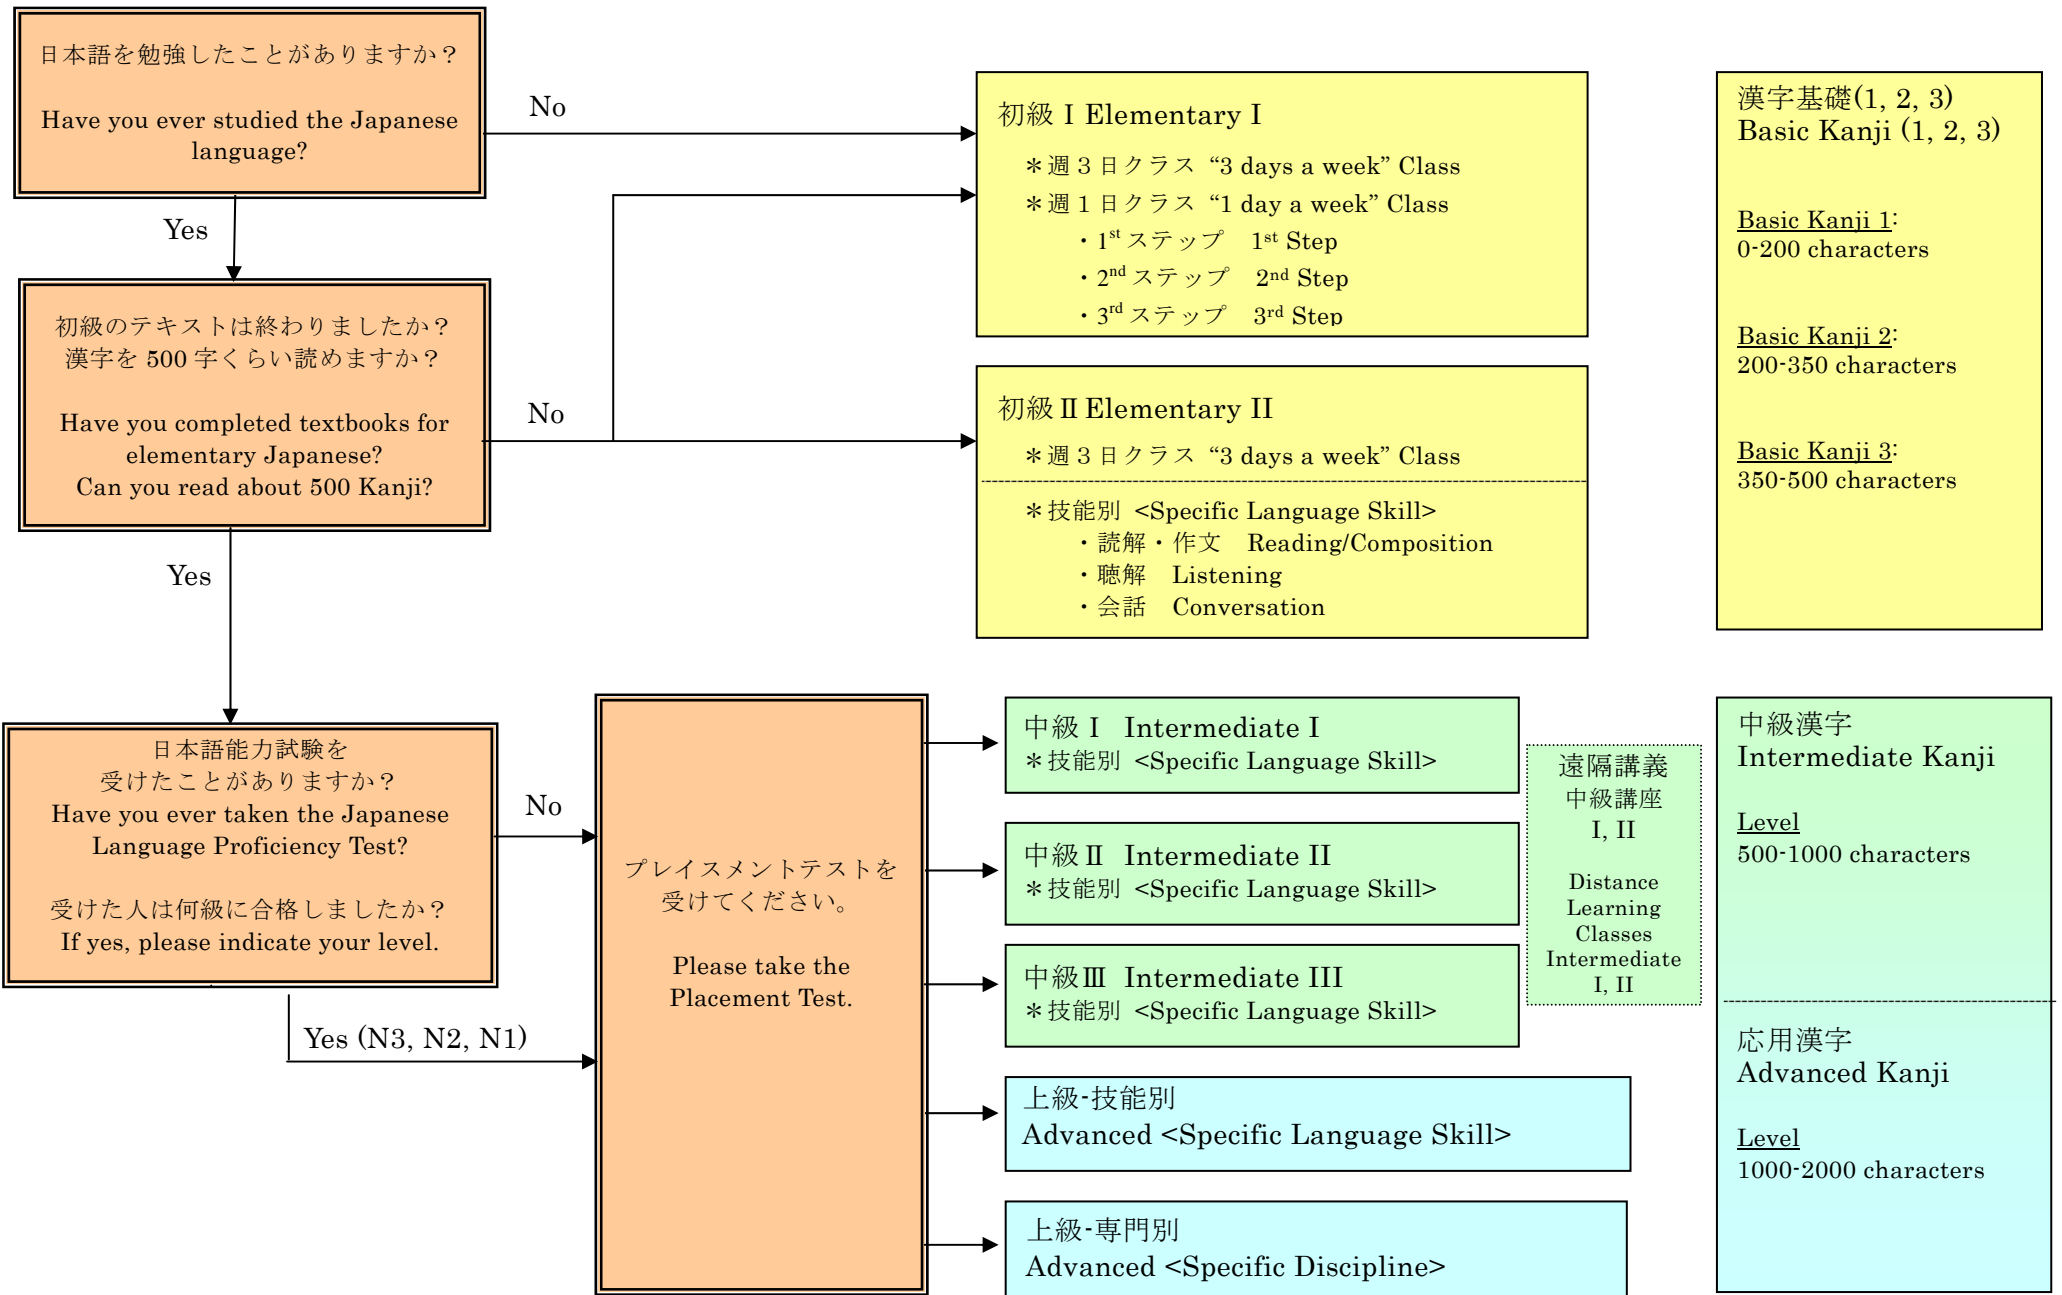 日本語を勉強したことがありますか？
Have you ever studied the Japanese
language?
No
Yes
初級のテキストは終わりましたか？
漢字を 500 字くらい読めますか？
Have you completed textbooks for
elementary Japanese?
Can you read about 500 Kanji?
No
Yes
日本語能力試験を
受けたことがありますか？
Have you ever taken the Japanese
Language Proficiency Test?
受けた人は何級に合格しましたか？
If yes, please indicate your level.
No
Yes (N3, N2, N1)
プレイスメントテストを
受けてください。
Please take the
Placement Test.
初級Ⅰ Elementary I
＊週３日クラス “3 days a week” Class
＊週１日クラス “1 day a week” Class
・1st ステップ 1st Step
・2nd ステップ 2nd Step
・3rd ステップ 3rd Step
初級Ⅱ Elementary II
＊週３日クラス “3 days a week” Class
＊技能別 <Specific Language Skill>
・読解・作文 Reading/Composition
・聴解 Listening
・会話 Conversation
漢字基礎(1, 2, 3)
Basic Kanji (1, 2, 3)
Basic Kanji 1:
0-200 characters
Basic Kanji 2:
200-350 characters
Basic Kanji 3:
350-500 characters
中級Ⅰ Intermediate I
＊技能別 <Specific Language Skill>
中級Ⅱ Intermediate II
＊技能別 <Specific Language Skill>
中級Ⅲ Intermediate III
＊技能別 <Specific Language Skill>
遠隔講義
中級講座
I, II
Distance
Learning
Classes
Intermediate
I, II
上級-技能別
Advanced <Specific Language Skill>
上級-専門別
Advanced <Specific Discipline>
中級漢字
Intermediate Kanji
Level
500-1000 characters
応用漢字
Advanced Kanji
Level
1000-2000 characters